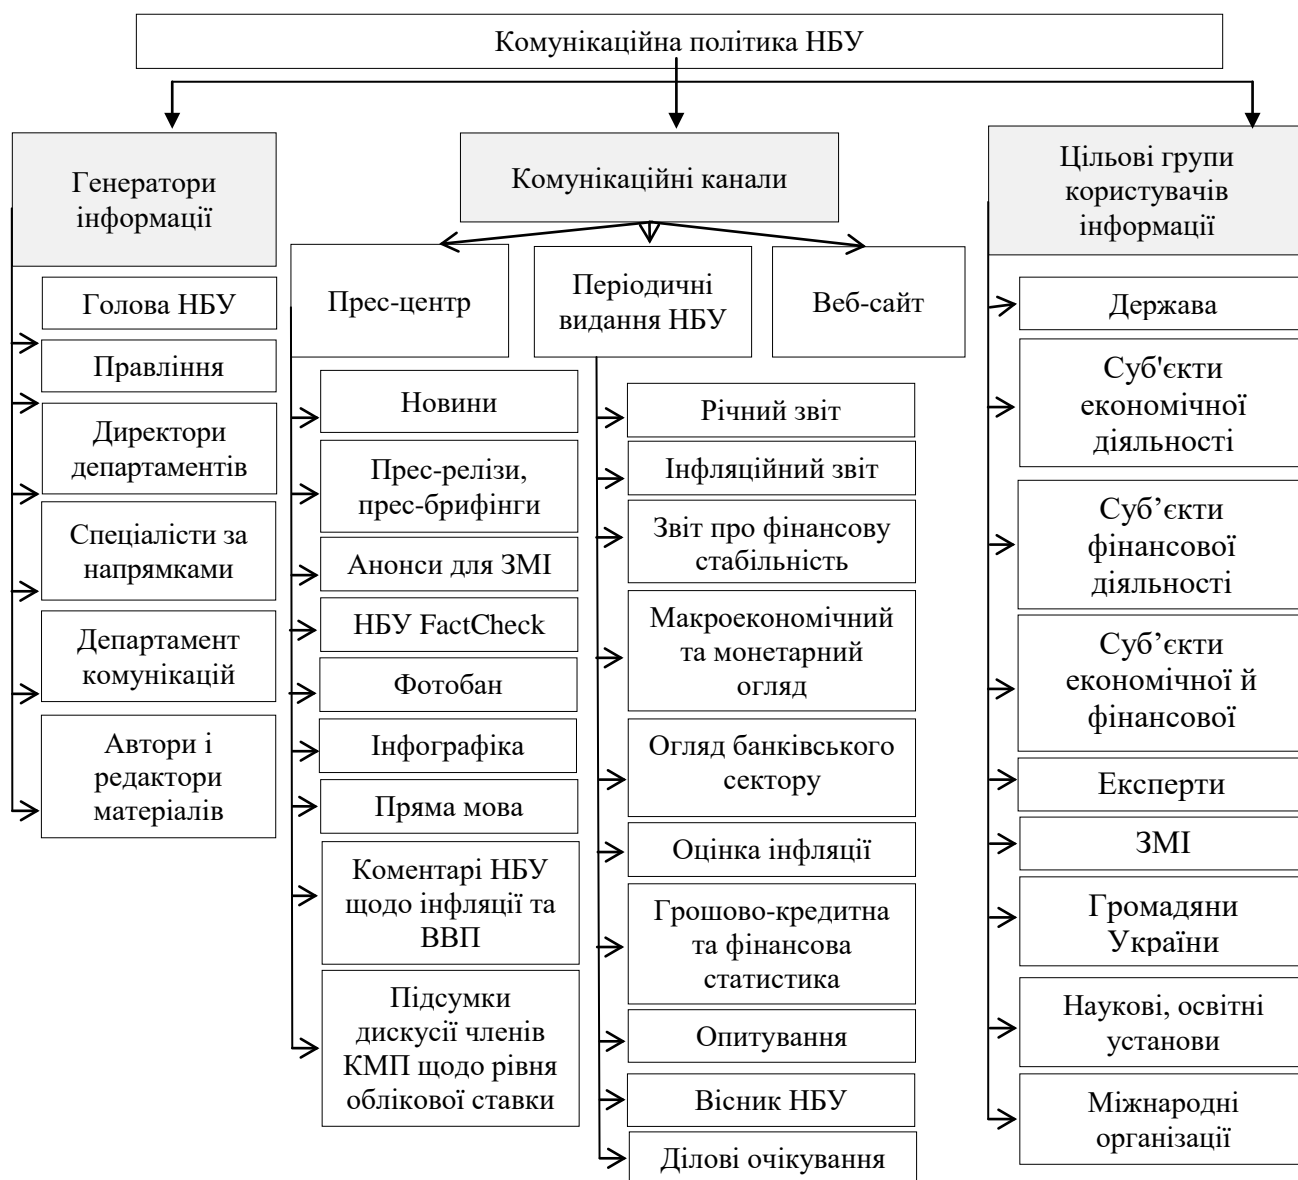 Комунікаційна політика НБУ
Генератори
інформації
Голова НБУ
Правління
Директори
департаментів
Спеціалісти за
напрямками
Департамент
комунікацій
Автори і
редактори
матеріалів
Комунікаційні канали
Прес-центр
Новини
Прес-релізи,
прес-брифінги
Анонси для ЗМІ
НБУ FactCheck
Фотобан
Інфографіка
Пряма мова
Коментарі НБУ
щодо інфляції та
ВВП
Підсумки
дискусії членів
КМП щодо рівня
облікової ставки
Періодичні
видання НБУ
Річний звіт
Інфляційний звіт
Звіт про фінансову
стабільність
Макроекономічний
та монетарний
огляд
Огляд банківського
сектору
Оцінка інфляції
Грошово-кредитна
та фінансова
статистика
Опитування
Вісник НБУ
Ділові очікування
Веб-сайт
Цільові групи
користувачів
інформації
Держава
Суб'єкти
економічної
діяльності
Суб’єкти
фінансової
діяльності
Суб’єкти
економічної й
фінансової
Експерти
ЗМІ
Громадяни
України
Наукові, освітні
установи
Міжнародні
організації